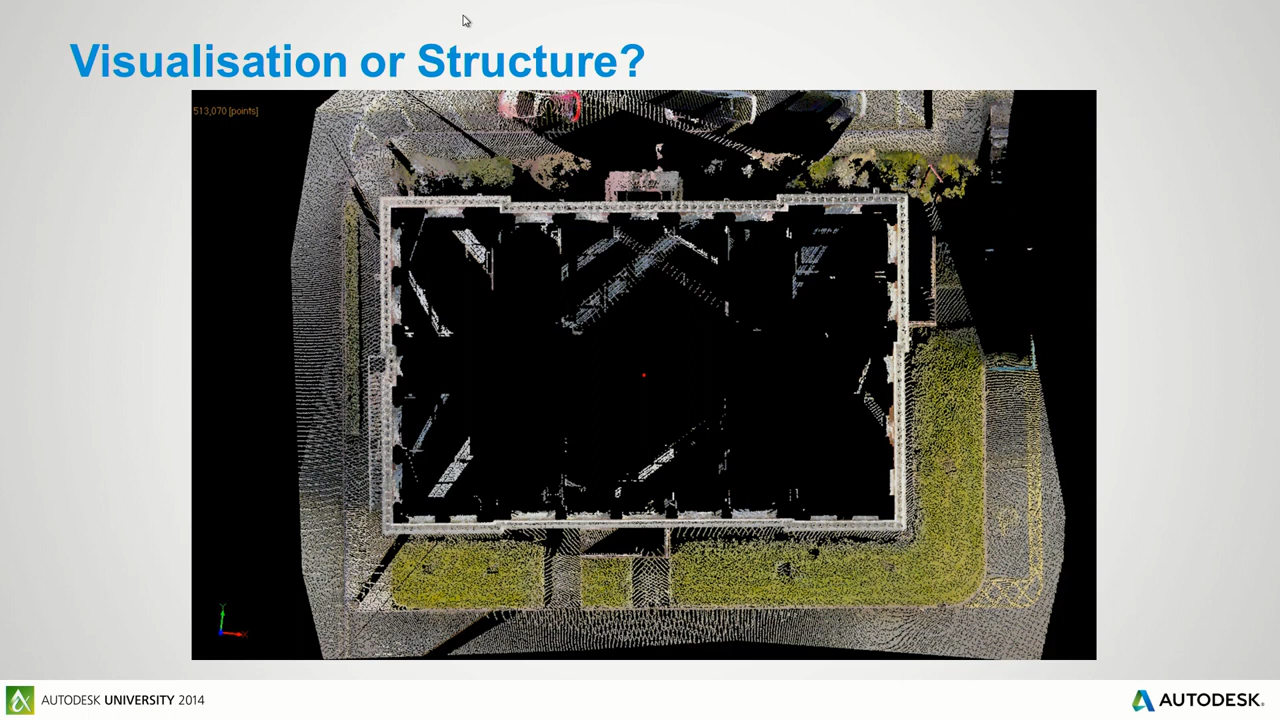 Visualisation or Structure?
513,070 [points]
Y
X
AUTODESK UNIVERSITY 2014
AUTODESK.